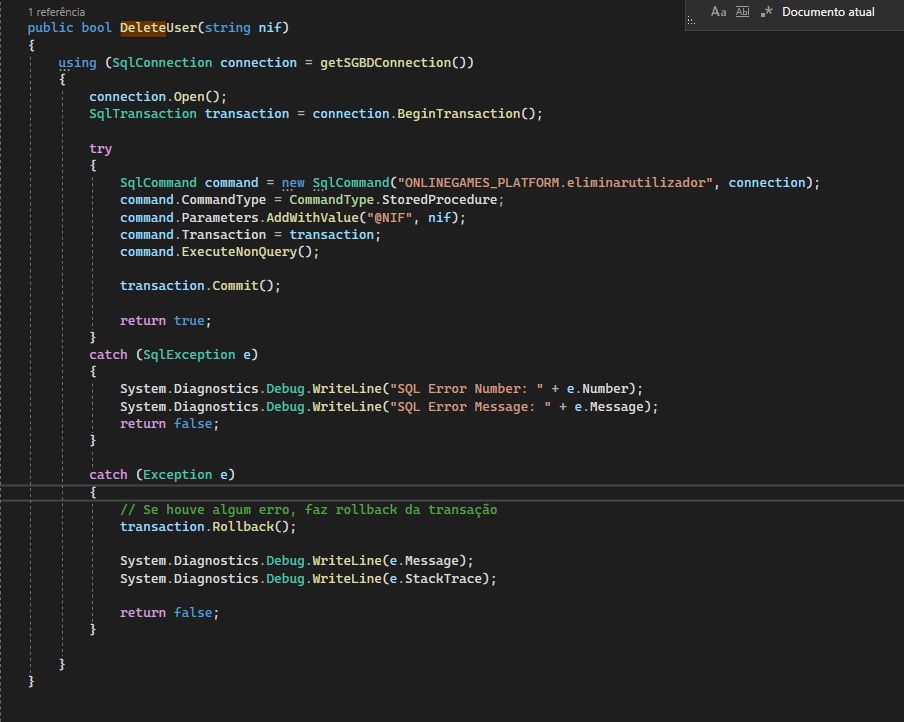 Aa Abl .* Documento atual
1 referência
public bool DeleteUser(string nif)
{
using (SqlConnection connection = getSGBDConnection())
{
connection.Open();
SqlTransaction transaction = connection.BeginTransaction();
try
{
SqlCommand command = new SqlCommand("ONLINEGAMES_PLATFORM.eliminarutilizador", connection);
command.CommandType = CommandType.StoredProcedure;
command.Parameters.AddWithValue("@NIF", nif);
command.Transaction = transaction;
command.ExecuteNonQuery();
transaction.Commit();
return true;
}
catch (SqlException e)
{
System.Diagnostics.Debug.WriteLine("SQL Error Number: " + e.Number);
System.Diagnostics.Debug.WriteLine("SQL Error Message: " + e.Message);
return false;
}
catch (Exception e)
{
// Se houve algum erro, faz rollback da transação
transaction.Rollback();
System.Diagnostics.Debug.WriteLine(e.Message);
System.Diagnostics.Debug.WriteLine(e.StackTrace);
return false;
}
}
}